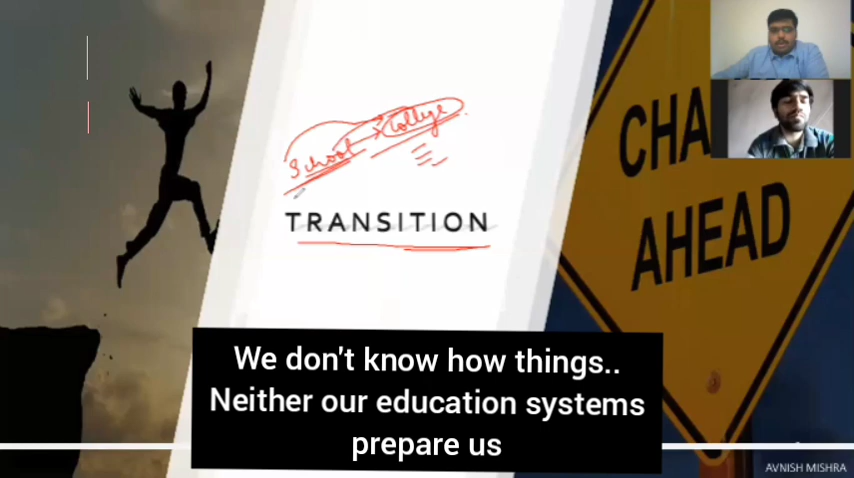 School → College
TRANSITION
CHA
AHEAD
We don't know how things..
Neither our education systems
prepare us
AVNISH MISHRA